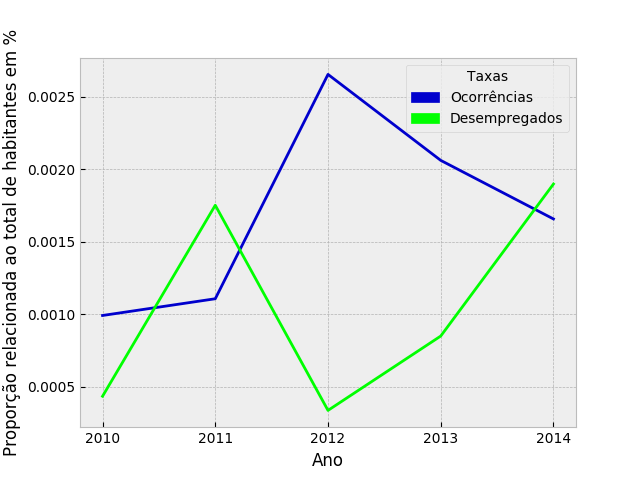 Proporção relacionada ao total de habitantes em %
0.0025
0.0020
0.0015
0.0010
0.0005
Taxas
Ocorrências
Desempregados
2010 2011 2012 2013 2014
Ano